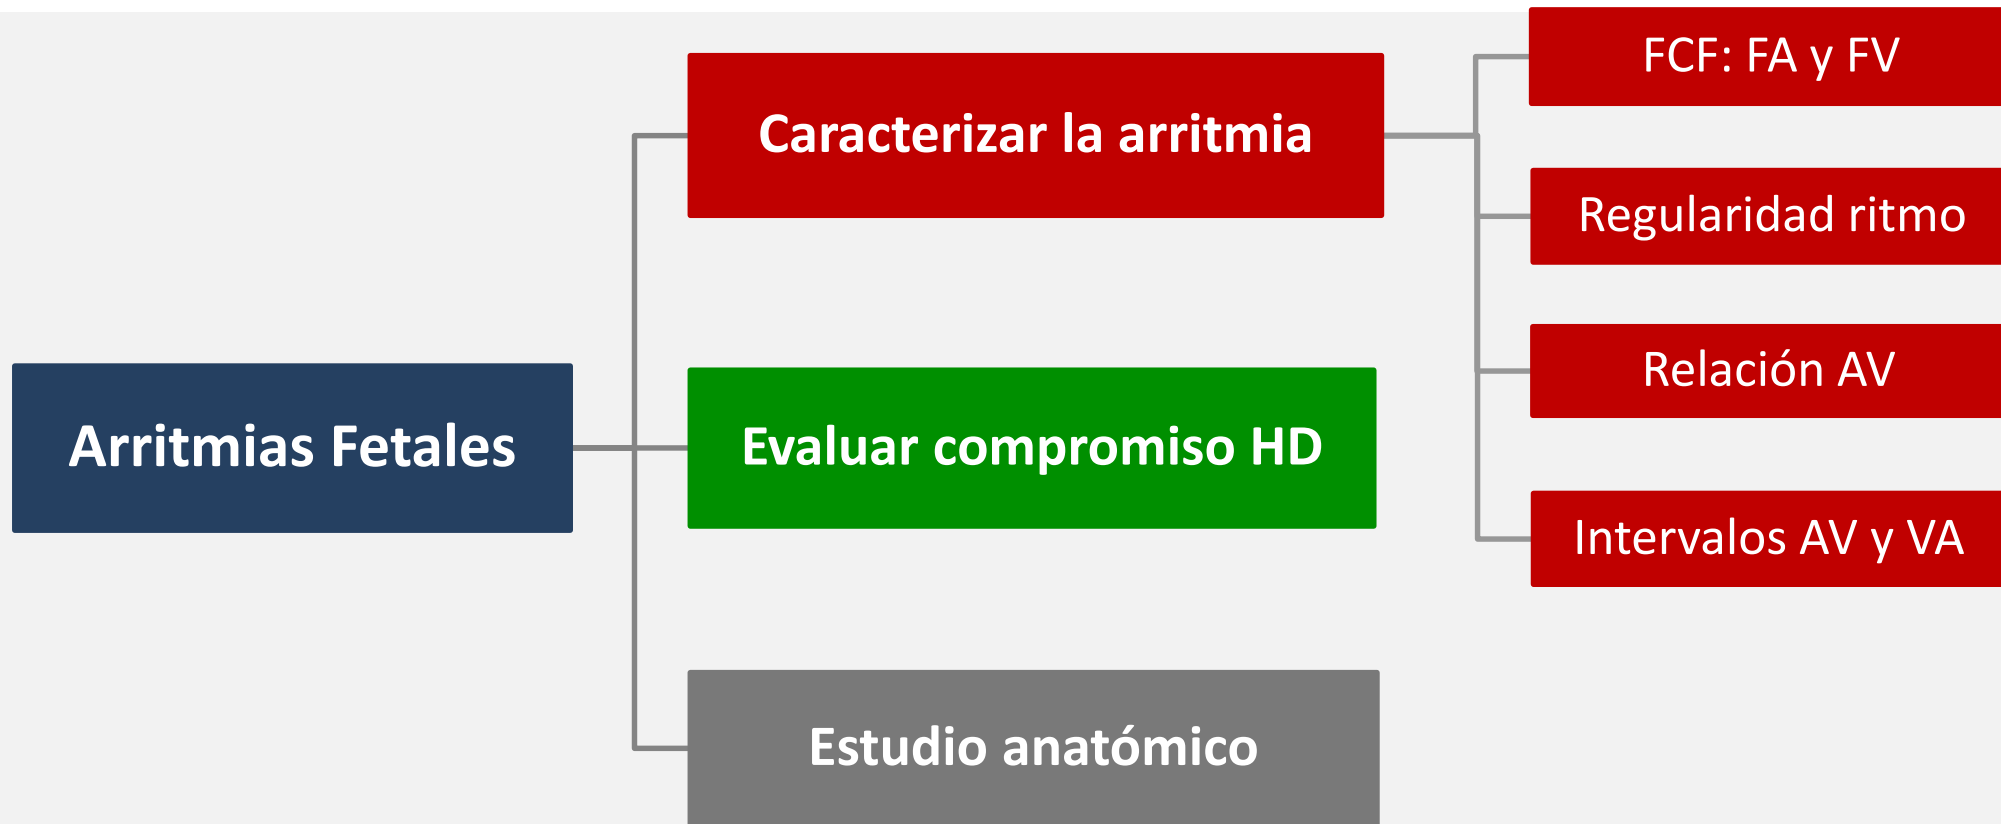 Arritmias Fetales
Caracterizar la arritmia
FCF: FA y FV
Regularidad ritmo
Relación AV
Intervalos AV y VA
Evaluar compromiso HD
Estudio anatómico